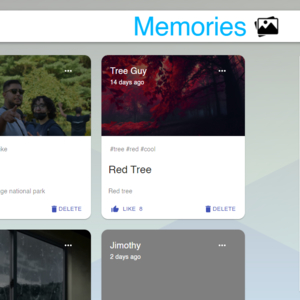 Memories
Tree Guy
14 days ago
ke
#tree #red #cool
Red Tree
ge national park
Red tree
DELETE
LIKE 8
DELETE
Jimothy
2 days ago